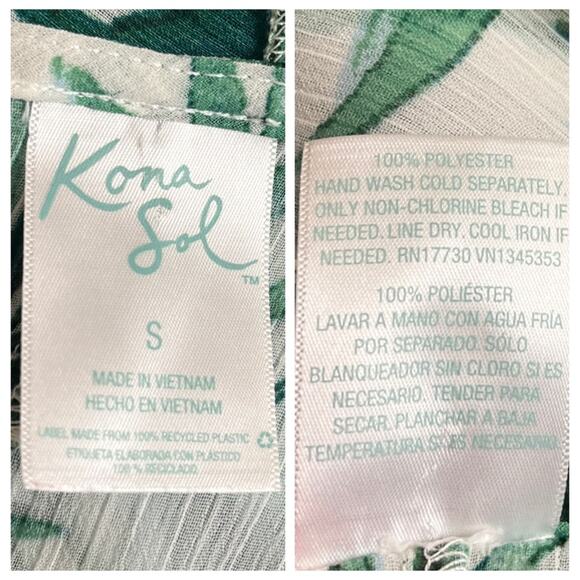 Kona
Sol
TM
S
MADE IN VIETNAM
HECHO EN VIETNAM
LABEL MADE FROM 100% RECYCLED PLASTIC
ETIQUETA ELABORADA CON PLÁSTICO
100 % RECICLADO
100% POLYESTER
HAND WASH COLD SEPARATELY.
ONLY NON-CHLORINE BLEACH IF
NEEDED. LINE DRY. COOL IRON IF
NEEDED. RN17730 VN1345353
100% POLIÉSTER
LAVAR A MANO CON AGUA FRÍA
POR SEPARADO. SÓLO
BLANQUEADOR SIN CLORO SI ES
NECESARIO. TENDER PARA
SECAR. PLANCHAR A BAJA
TEMPERATURA SI ES NECESARIO.